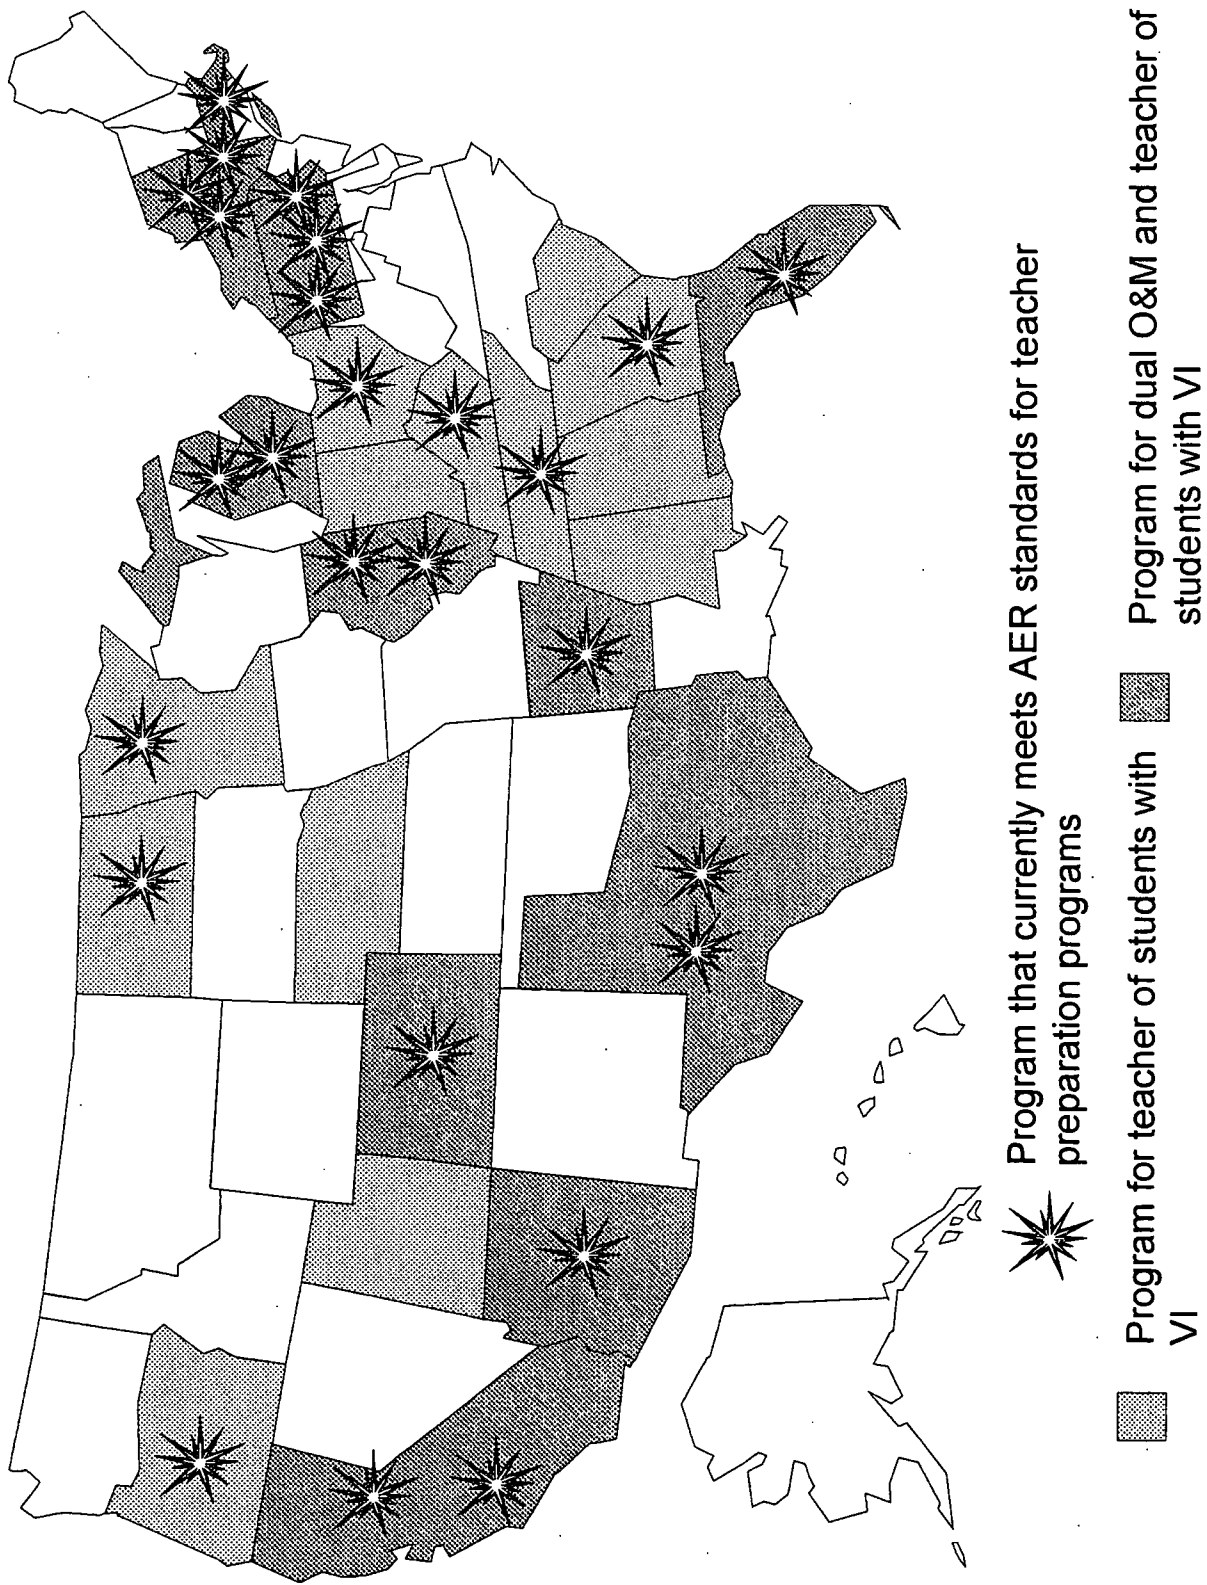 Program that currently meets AER standards for teacher
preparation programs
Program for teacher of students with
VI
Program for dual O&M and teacher of
students with VI